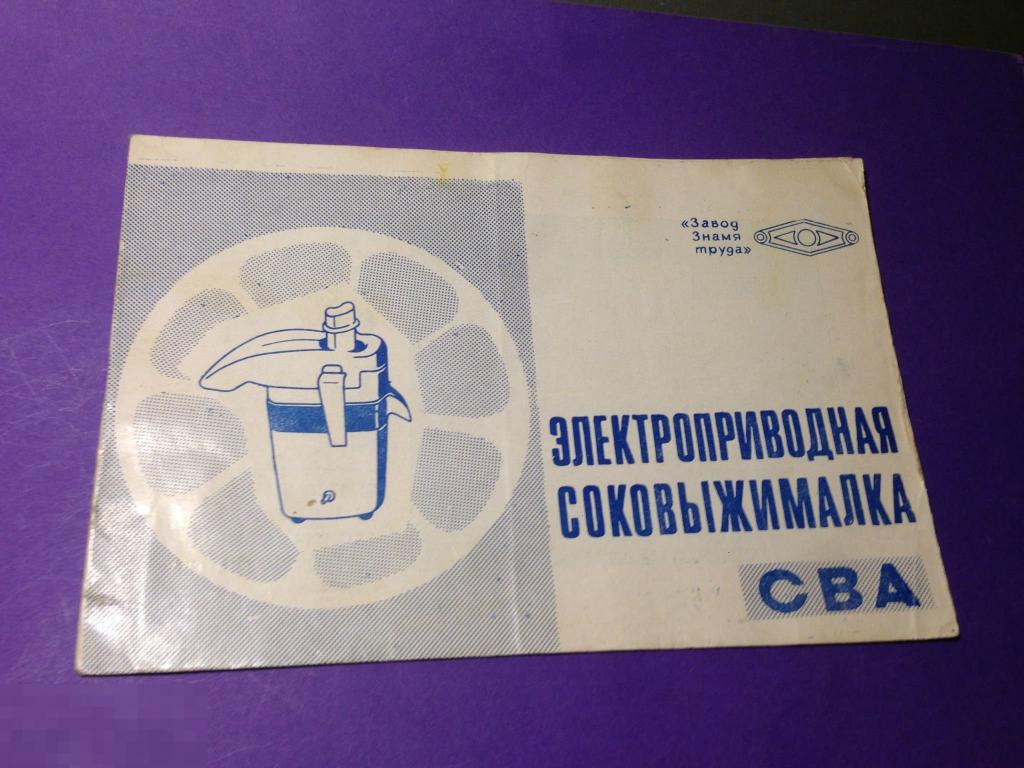 «Завод
Знамя
труда»
ЭЛЕКТРОПРИВОДНАЯ
СОКОВЫЖИМАЛКА
СВА